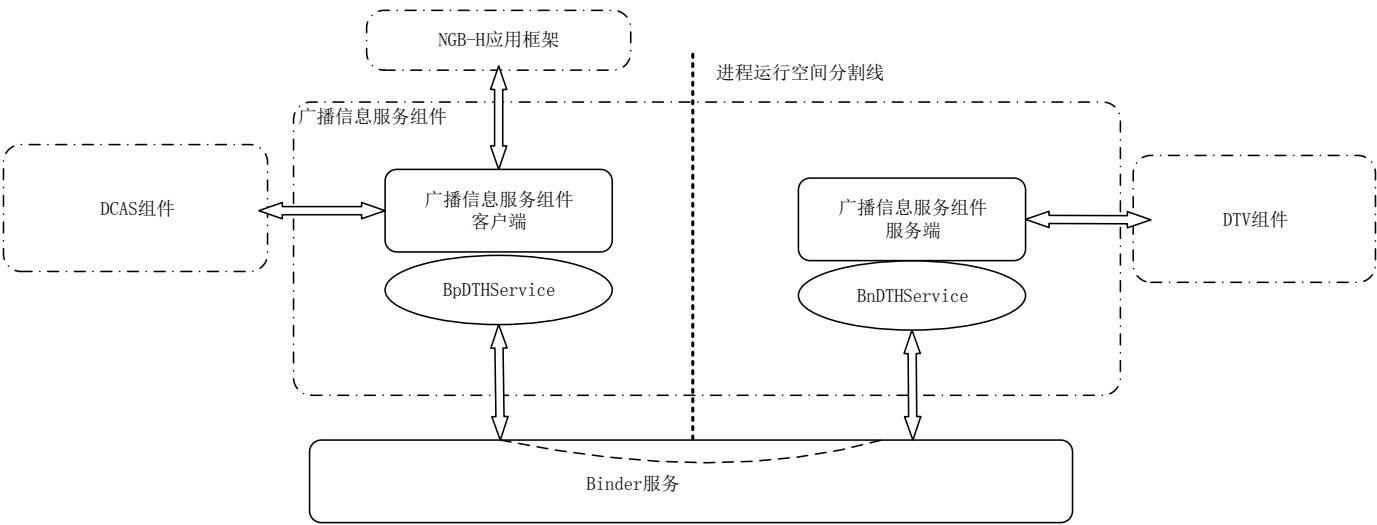 NGB-H应用框架
进程运行空间分割线
广播信息服务组件
DCAS组件
广播信息服务组件
客户端
广播信息服务组件
服务端
DTV组件
BpDTHService
BnDTHService
Binder服务